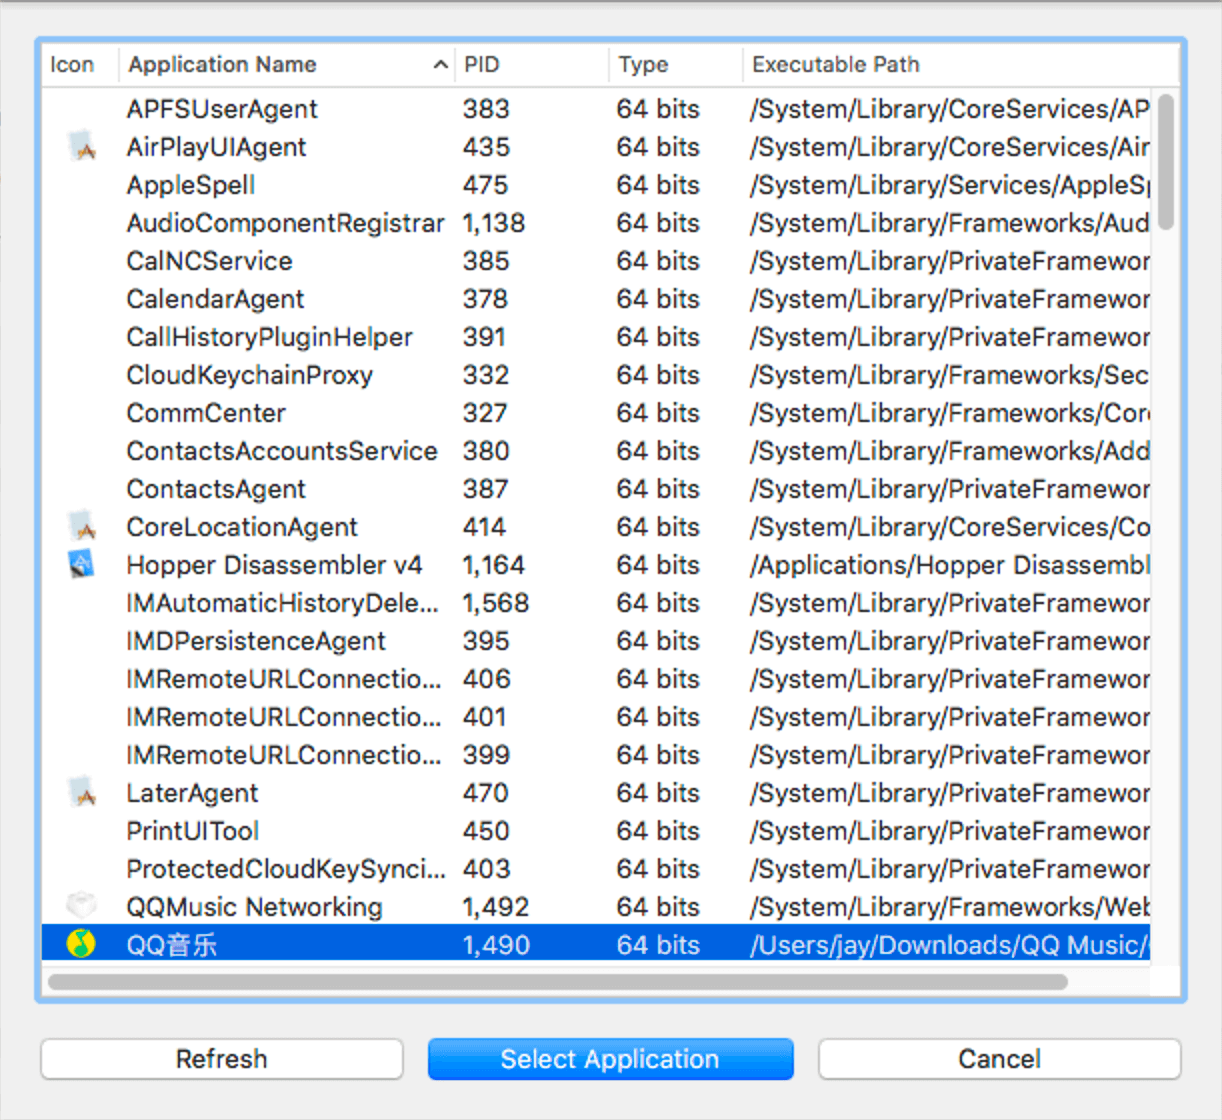 Icon Application Name PID Type Executable Path
APFSUserAgent 383 64 bits /System/Library/CoreServices/AP
AirPlayUIAgent 435 64 bits /System/Library/CoreServices/Air
AppleSpell 475 64 bits /System/Library/Services/AppleSp
AudioComponentRegistrar 1,138 64 bits /System/Library/Frameworks/Aud
CalNCService 385 64 bits /System/Library/PrivateFramewor
CalendarAgent 378 64 bits /System/Library/PrivateFramewor
CallHistoryPluginHelper 391 64 bits /System/Library/PrivateFramewor
CloudKeychainProxy 332 64 bits /System/Library/Frameworks/Sec
CommCenter 327 64 bits /System/Library/Frameworks/Core
ContactsAccountsService 380 64 bits /System/Library/Frameworks/Add
ContactsAgent 387 64 bits /System/Library/PrivateFramewor
CoreLocationAgent 414 64 bits /System/Library/CoreServices/Co
Hopper Disassembler v4 1,164 64 bits /Applications/Hopper Disassembl
IMAutomaticHistoryDele... 1,568 64 bits /System/Library/PrivateFramewor
IMDPersistenceAgent 395 64 bits /System/Library/PrivateFramewor
IMRemoteURLConnectio... 406 64 bits /System/Library/PrivateFramewor
IMRemoteURLConnectio... 401 64 bits /System/Library/PrivateFramewor
IMRemoteURLConnectio... 399 64 bits /System/Library/PrivateFramewor
LaterAgent 470 64 bits /System/Library/PrivateFramewor
PrintUITool 450 64 bits /System/Library/PrivateFramewor
ProtectedCloudKeySynci... 403 64 bits /System/Library/PrivateFramewor
QQMusic Networking 1,492 64 bits /System/Library/Frameworks/Web
QQ音乐 1,490 64 bits /Users/jay/Downloads/QQ Music/
Refresh Select Application Cancel